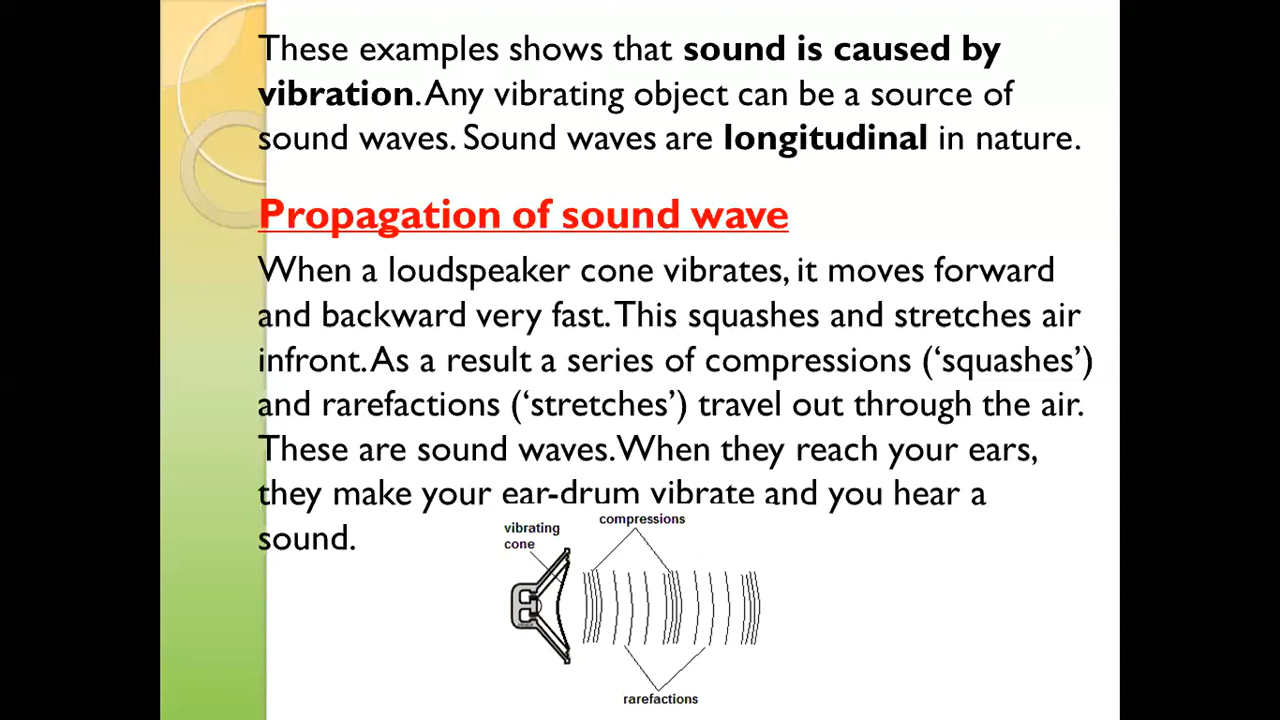 These examples shows that sound is caused by
vibration. Any vibrating object can be a source of
sound waves. Sound waves are longitudinal in nature.
Propagation of sound wave
When a loudspeaker cone vibrates, it moves forward
and backward very fast. This squashes and stretches air
infront. As a result a series of compressions (‘squashes’)
and rarefactions (‘stretches’) travel out through the air.
These are sound waves. When they reach your ears,
they make your ear-drum vibrate and you hear a
sound.
compressions
vibrating
cone
rarefactions